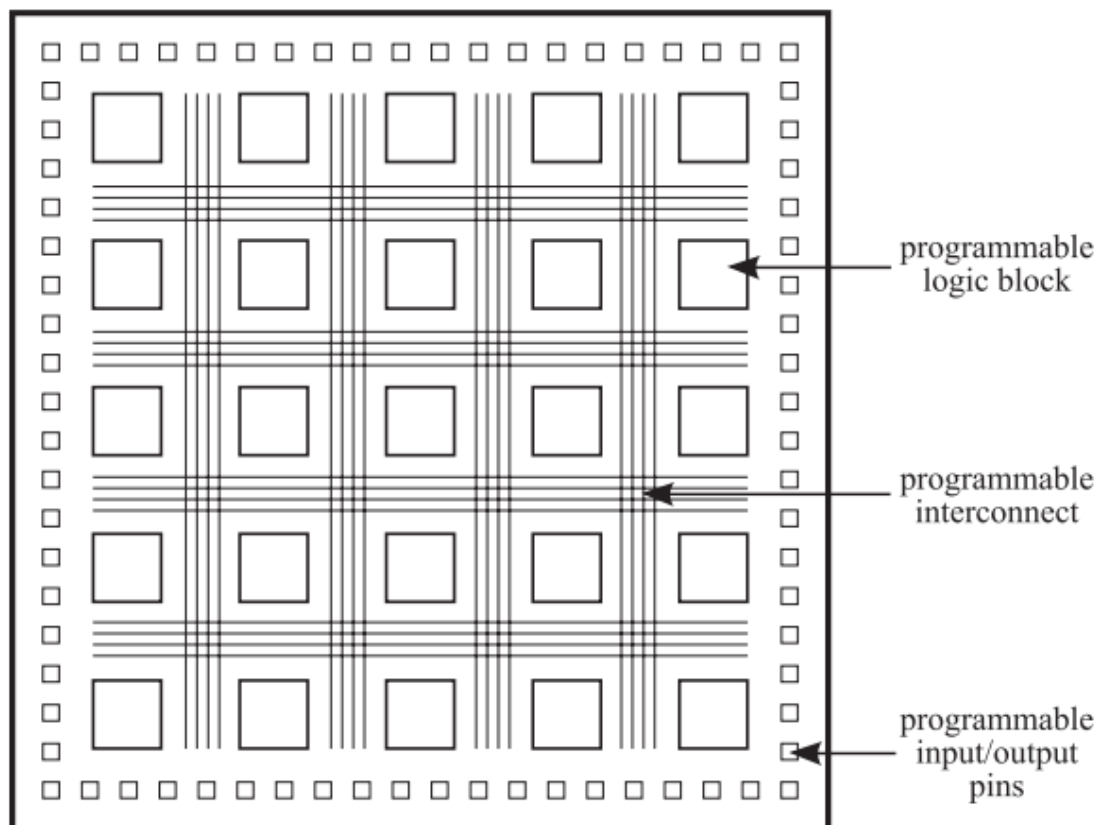 programmable
logic block
programmable
interconnect
programmable
input/output
pins